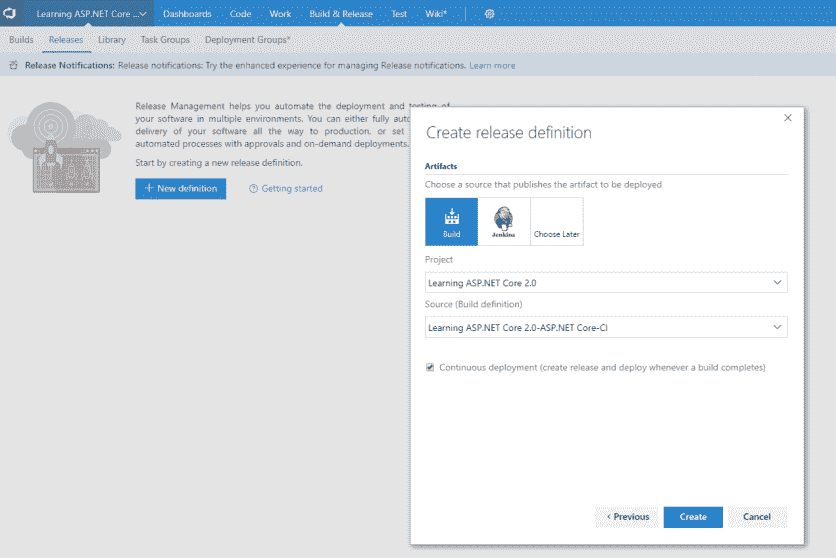 Learning ASP.NET Core ... Dashboards Code Work Build & Release Test Wiki*
Builds Releases Library Task Groups Deployment Groups*
Release Notifications: Release notifications: Try the enhanced experience for managing Release notifications. Learn more
Release Management helps you automate the deployment and testing of
your software in multiple environments. You can either fully auto
delivery of your software all the way to production, or set
automated processes with approvals and on-demand deployments.
Start by creating a new release definition.
+ New definition Getting started
Create release definition
Artifacts
Choose a source that publishes the artifact to be deployed
Build Jenkins Choose Later
Project
Learning ASP.NET Core 2.0
Source (Build definition)
Learning ASP.NET Core 2.0-ASP.NET Core-CI
Continuous deployment (create release and deploy whenever a build completes)
< Previous Create Cancel